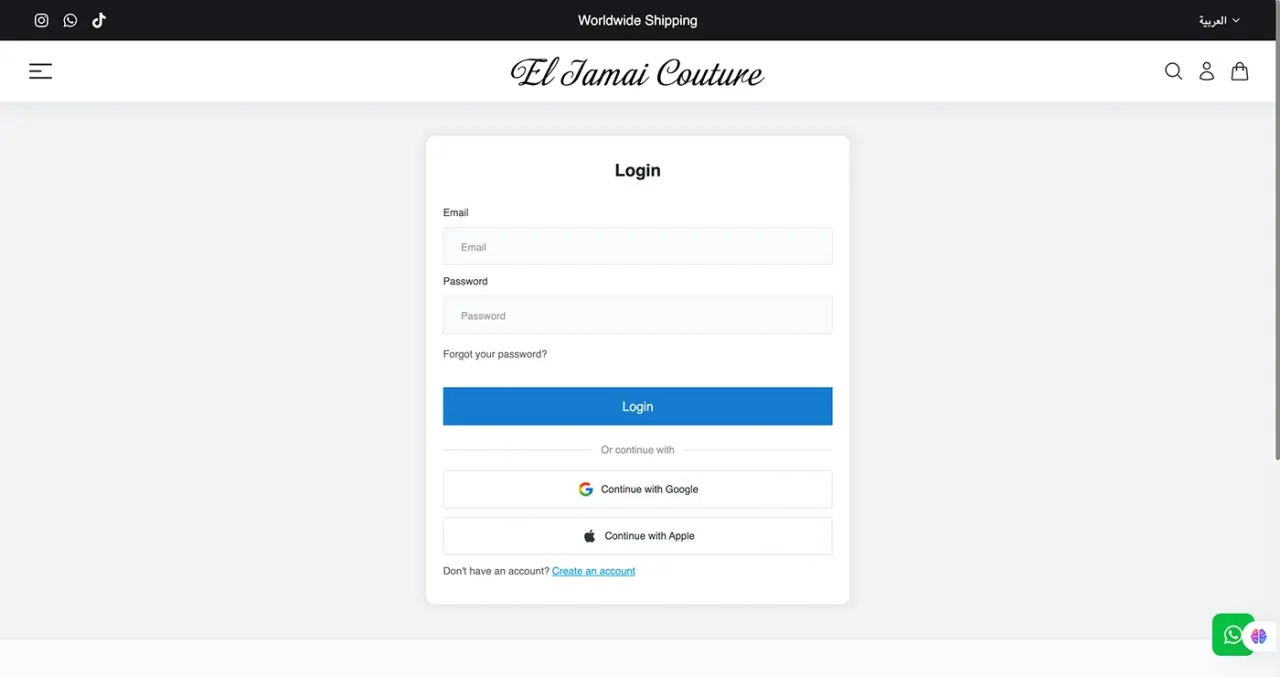 Worldwide Shipping
العربية
El Jamai Couture
Login
Email
Email
Password
Password
Forgot your password?
Login
Or continue with
Continue with Google
Continue with Apple
Don't have an account? Create an account